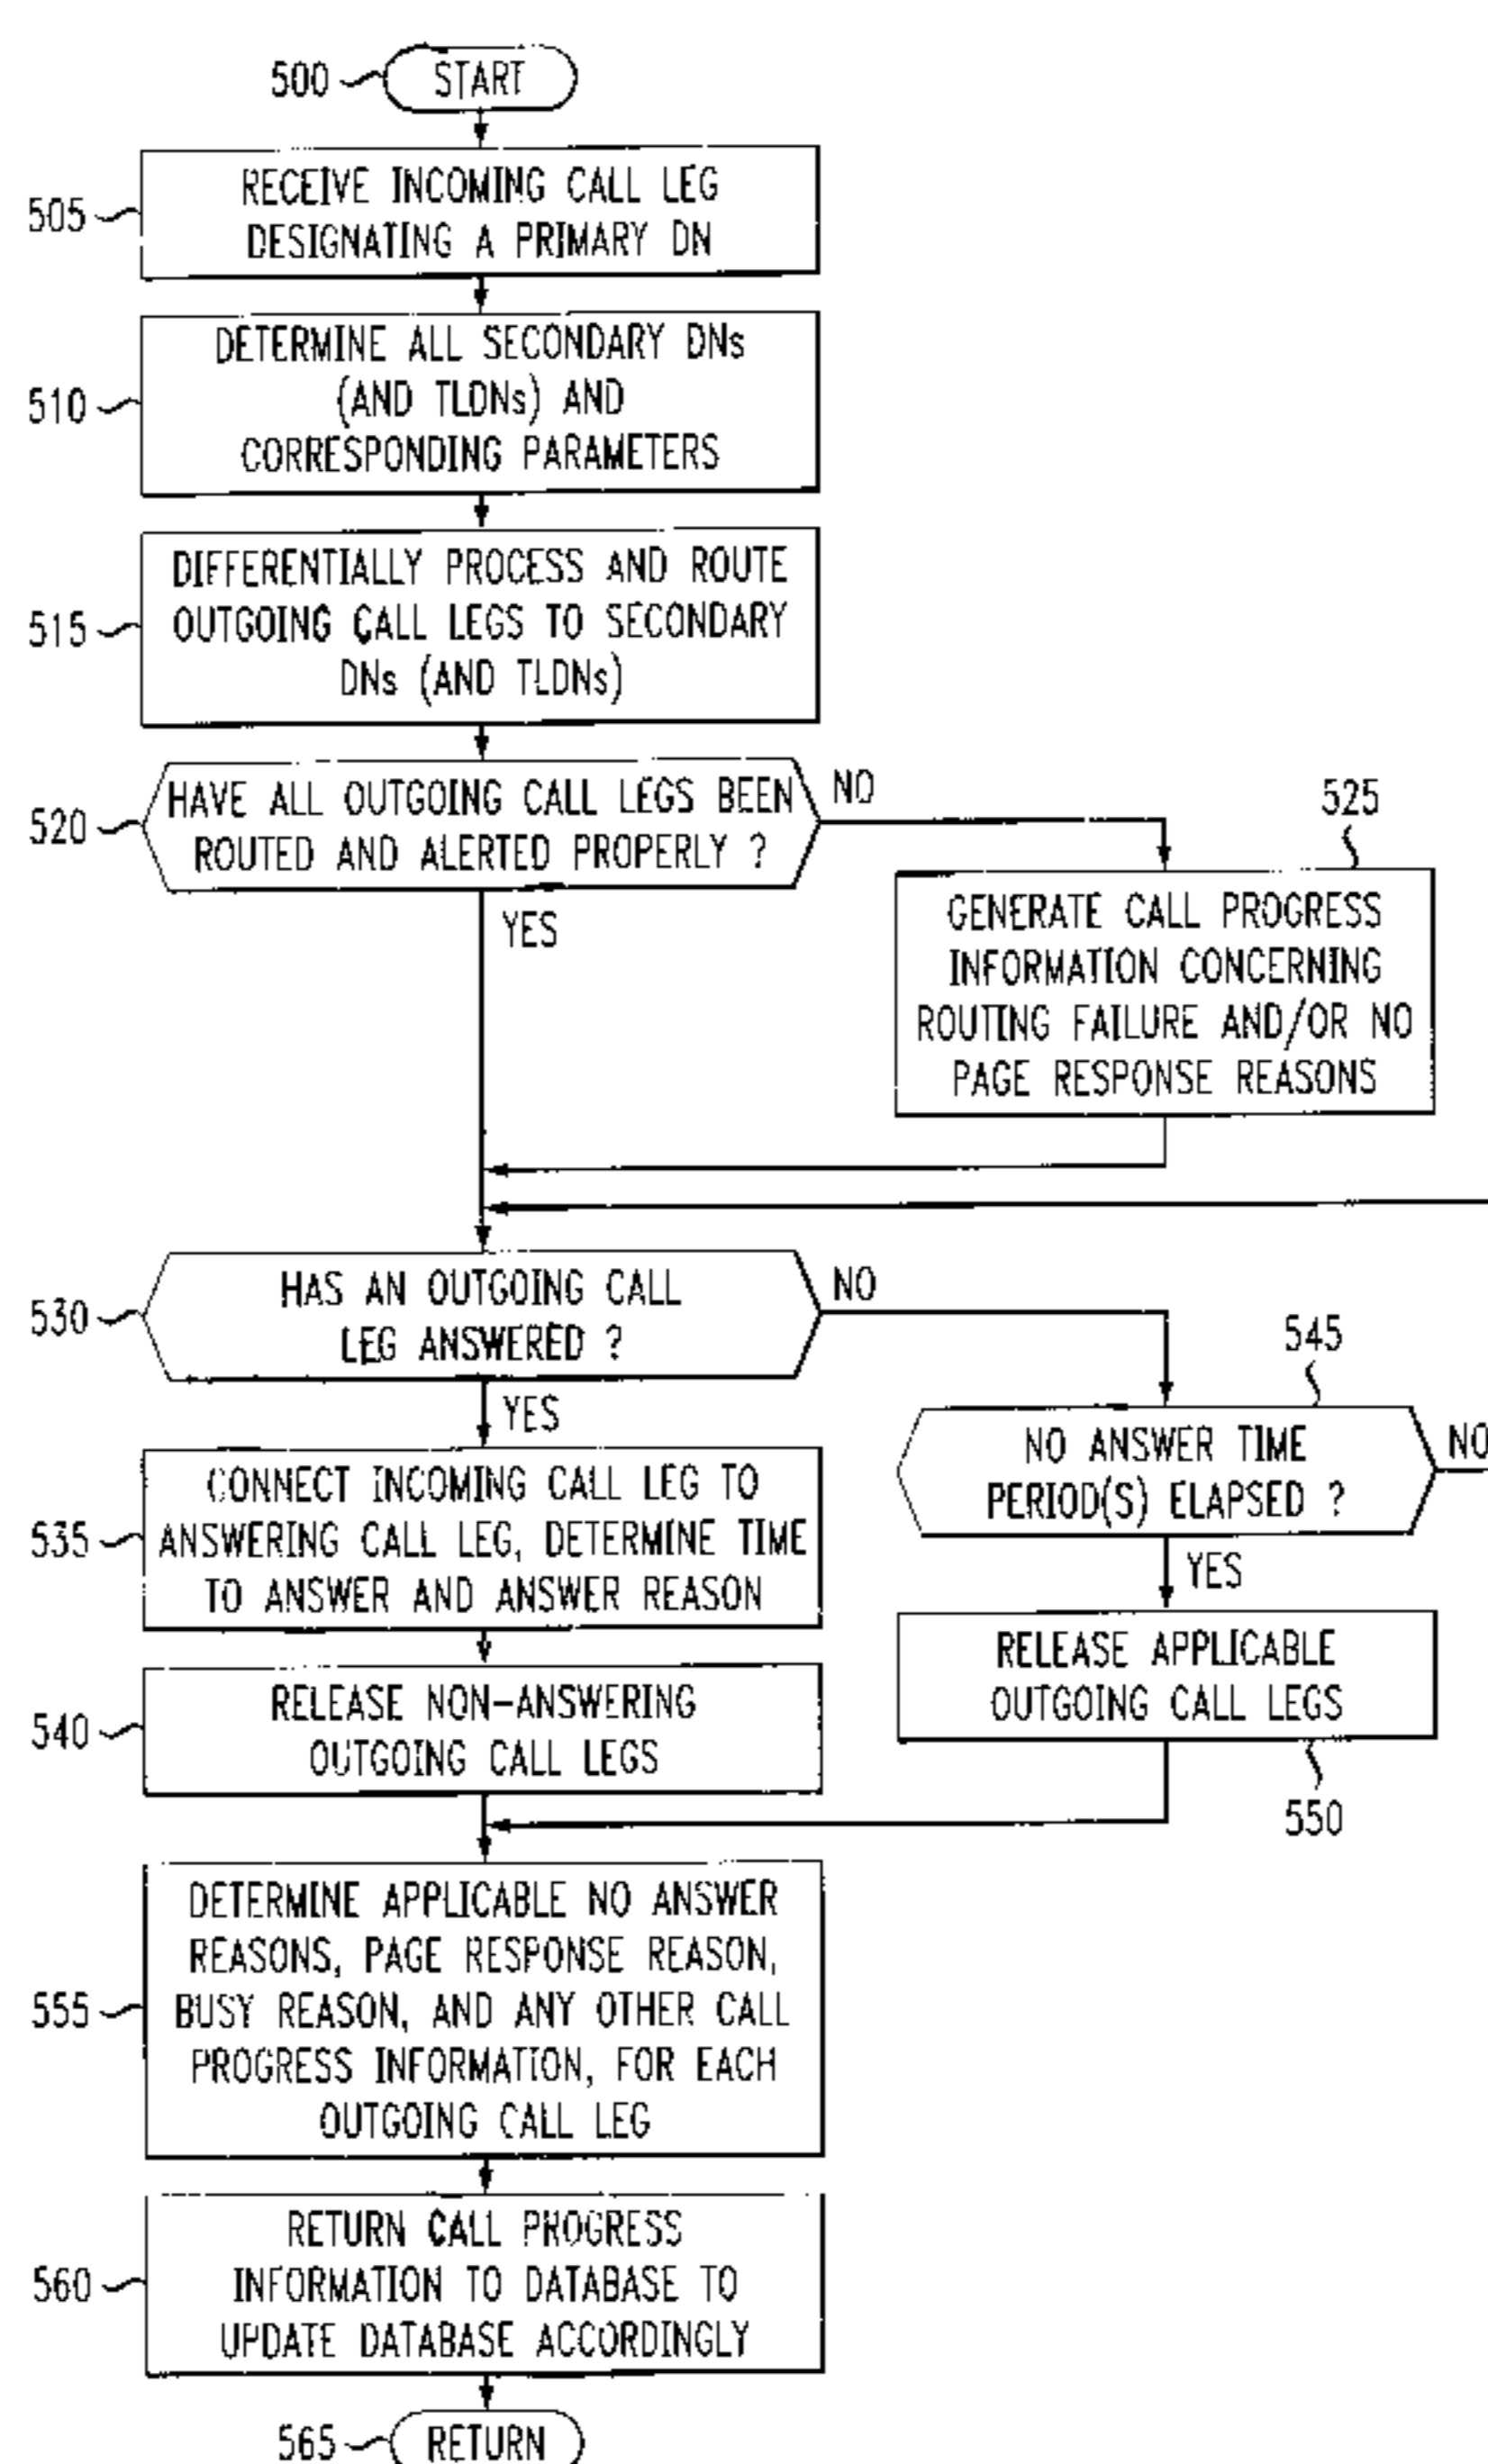 500
START
505
RECEIVE INCOMING CALL LEG
DESIGNATING A PRIMARY DN
510
DETERMINE ALL SECONDARY DNs
(AND TLDNs) AND
CORRESPONDING PARAMETERS
515
DIFFERENTIALLY PROCESS AND ROUTE
OUTGOING CALL LEGS TO SECONDARY
DNs (AND TLDNs)
520
HAVE ALL OUTGOING CALL LEGS BEEN
ROUTED AND ALERTED PROPERLY ?
NO
YES
525
GENERATE CALL PROGRESS
INFORMATION CONCERNING
ROUTING FAILURE AND/OR NO
PAGE RESPONSE REASONS
530
HAS AN OUTGOING CALL
LEG ANSWERED ?
NO
YES
545
NO ANSWER TIME
PERIOD(S) ELAPSED ?
NO
YES
535
CONNECT INCOMING CALL LEG TO
ANSWERING CALL LEG, DETERMINE TIME
TO ANSWER AND ANSWER REASON
540
RELEASE NON-ANSWERING
OUTGOING CALL LEGS
RELEASE APPLICABLE
OUTGOING CALL LEGS
550
555
DETERMINE APPLICABLE NO ANSWER
REASONS, PAGE RESPONSE REASON,
BUSY REASON, AND ANY OTHER CALL
PROGRESS INFORMATION, FOR EACH
OUTGOING CALL LEG
560
RETURN CALL PROGRESS
INFORMATION TO DATABASE TO
UPDATE DATABASE ACCORDINGLY
565
RETURN